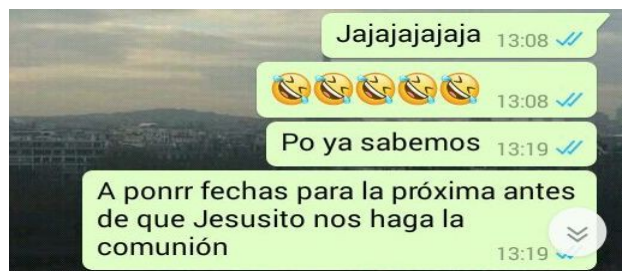 Jajajajajaja 13:08
🤣🤣🤣🤣🤣 13:08
Po ya sabemos 13:19
A ponrr fechas para la próxima antes
de que Jesusito nos haga la
comunión 13:19